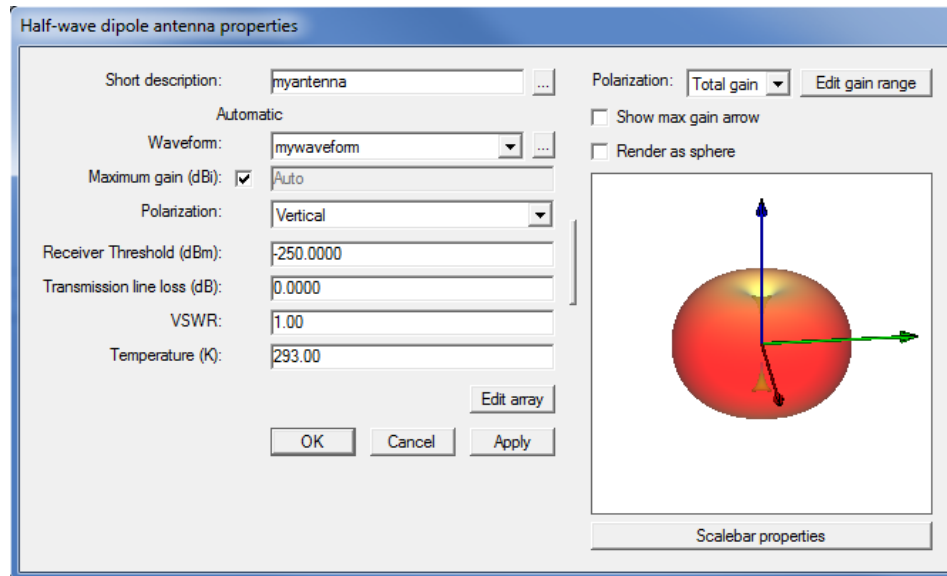 Half-wave dipole antenna properties
Short description: myantenna ...
Automatic
Waveform: mywaveform ...
Maximum gain (dBi): Auto
Polarization: Vertical
Receiver Threshold (dBm): -250.0000
Transmission line loss (dB): 0.0000
VSWR: 1.00
Temperature (K): 293.00
Edit array
OK Cancel Apply
Polarization: Total gain Edit gain range
Show max gain arrow
Render as sphere
Scalebar properties